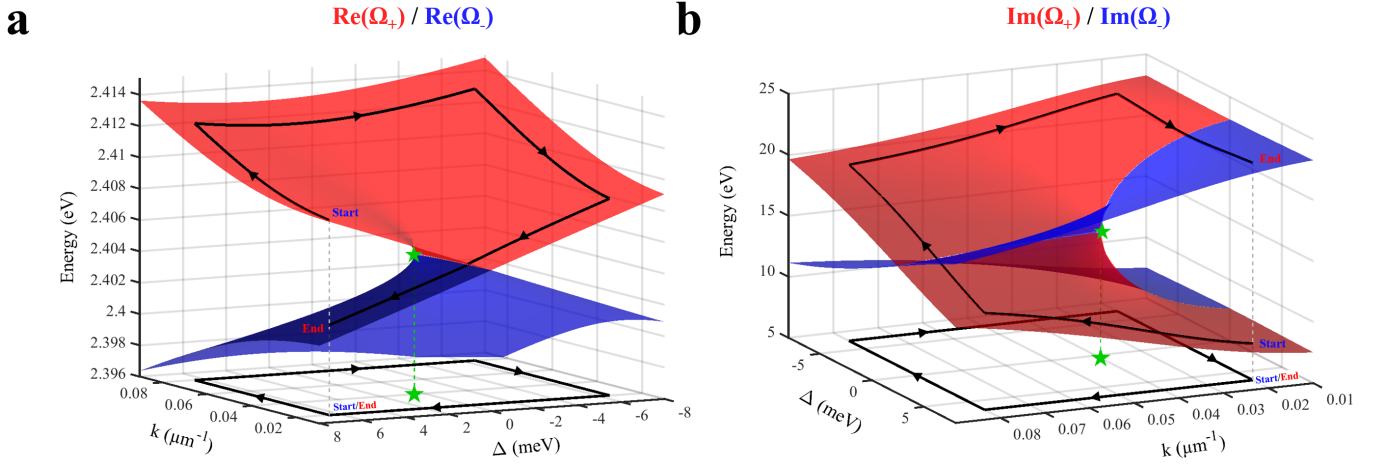 a
Re(Ω₊) / Re(Ω₋)
2.414
2.412
2.41
2.408
2.406
2.404
2.402
2.4
2.398
2.396
Energy (eV)
Start
End
Start/End
0.08
0.06
0.04
0.02
k (μm⁻¹)
8
6
4
2
0
-2
-4
-6
-8
Δ (meV)
b
Im(Ω₊) / Im(Ω₋)
25
20
15
10
5
Energy (eV)
End
Start
Start/End
-5
0
5
Δ (meV)
0.08
0.07
0.06
0.05
0.04
0.03
0.02
0.01
k (μm⁻¹)